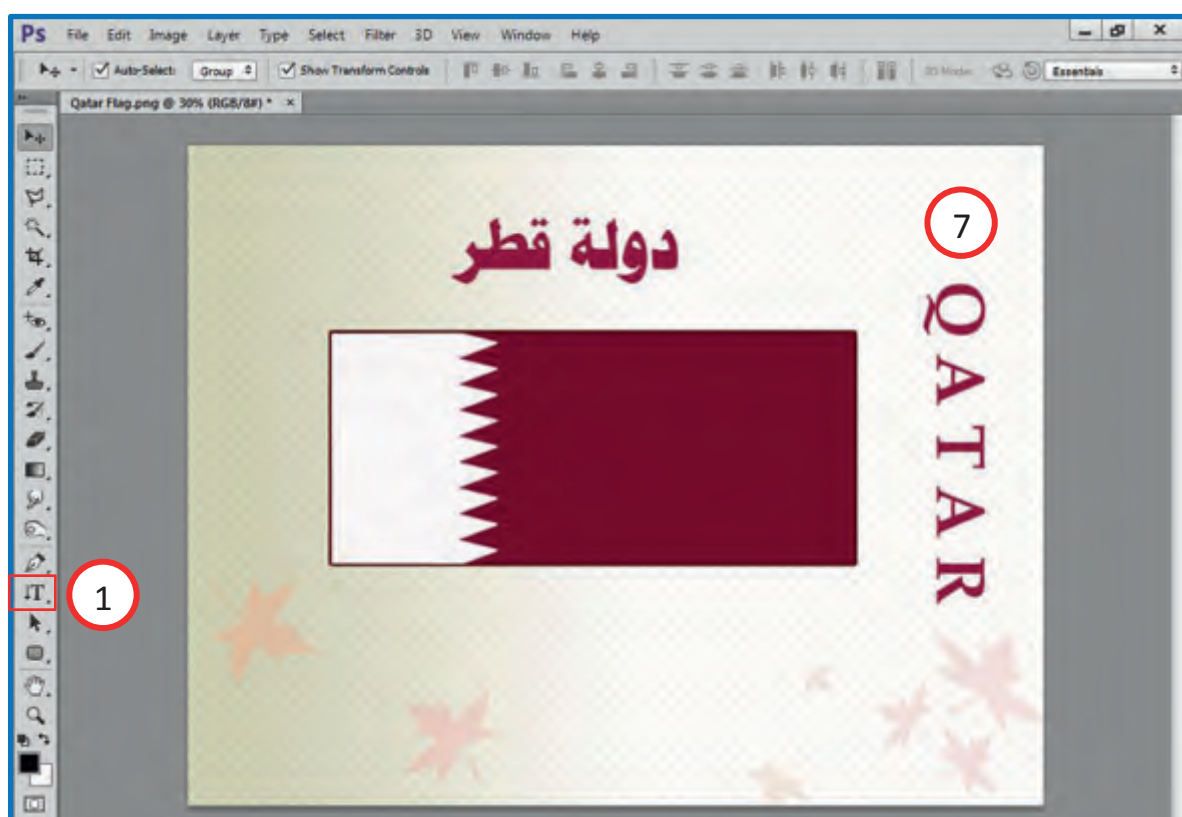 Ps File Edit Image Layer Type Select Filter 3D View Window Help
Auto-Select: Group Show Transform Controls 3D Mode: Essentials
Qatar Flag.png @ 30% (RGB/8#) * ×
7
دولة قطر
QATAR
T
1